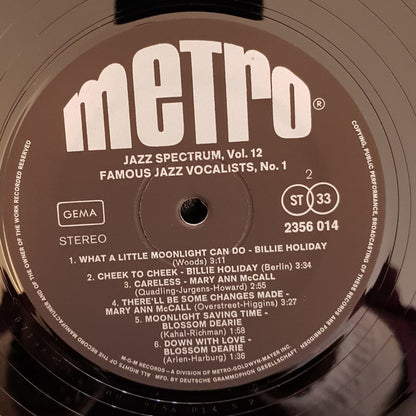 metro®
JAZZ SPECTRUM, Vol. 12
FAMOUS JAZZ VOCALISTS, No. 1
2
GEMA
ST 33
STEREO
2356 014
1. WHAT A LITTLE MOONLIGHT CAN DO - BILLIE HOLIDAY
(Woods) 3:11
2. CHEEK TO CHEEK - BILLIE HOLIDAY (Berlin) 3:34
3. CARELESS - MARY ANN McCALL
(Quadling-Jurgens-Howard) 2:55
4. THERE'LL BE SOME CHANGES MADE -
MARY ANN McCALL (Overstreet-Higgins) 3:27
5. MOONLIGHT SAVING TIME -
BLOSSOM DEARIE
(Kahal-Richman) 1:58
6. DOWN WITH LOVE -
BLOSSOM DEARIE
(Arlen-Harburg) 1:36
M-G-M RECORDS – A DIVISION OF METRO-GOLDWYN-MAYER INC.
MFD. BY DEUTSCHE GRAMMOPHON GESELLSCHAFT.
ALL RIGHTS OF THE RECORD MANUFACTURER AND OF THE OWNER OF THE WORK RECORDED RESERVED
COPYING, PUBLIC PERFORMANCE, BROADCASTING OF THESE RECORDS ARE FORBIDDEN.